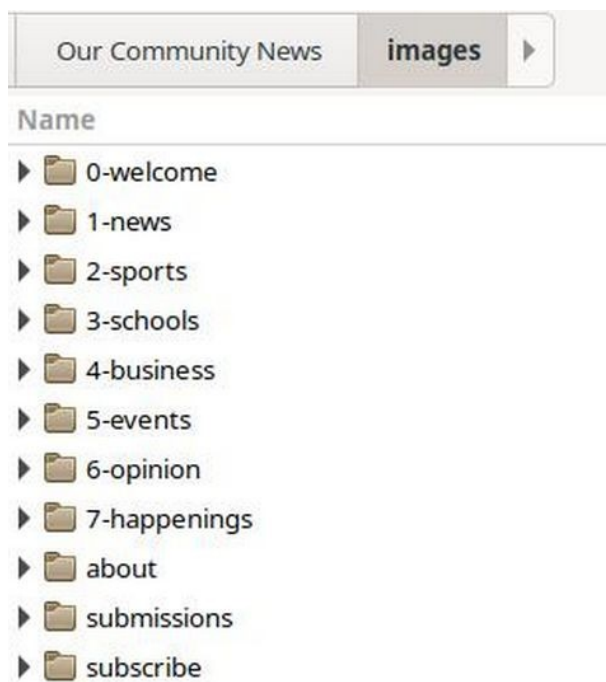 Our Community News images
Name
0-welcome
1-news
2-sports
3-schools
4-business
5-events
6-opinion
7-happenings
about
submissions
subscribe